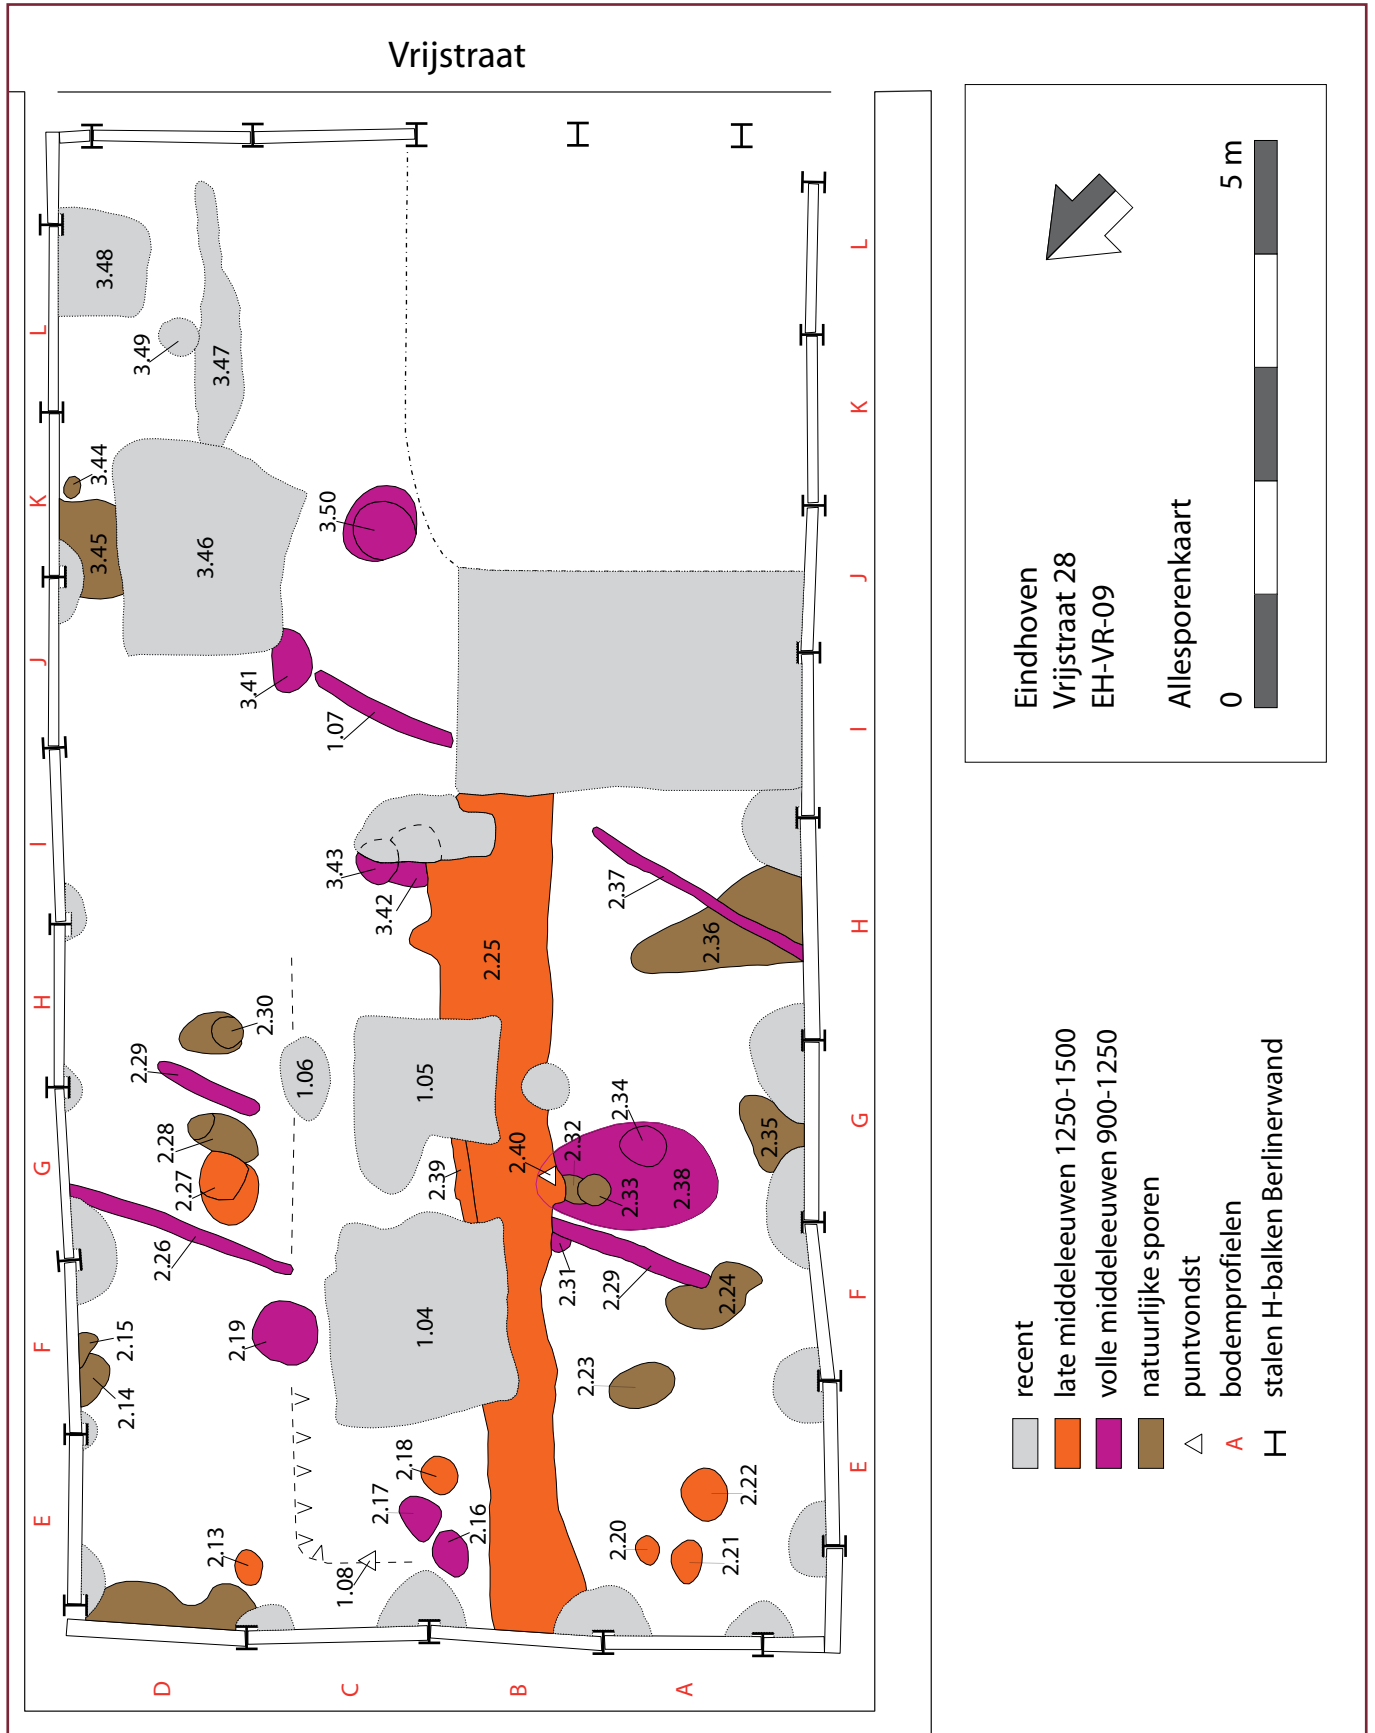 Vrijstraat
3.48
L
3.49
3.47
L
3.44
K
3.45
3.50
3.46
K
J
3.41
1.07
J
I
I
3.43
3.42
2.37
2.36
H
2.25
H
2.30
2.29
1.06
1.05
2.28
2.34
G
2.32
2.40
2.35
G
2.27
2.39
2.33
2.38
2.26
2.31
2.29
2.24
F
2.15
2.19
1.04
F
2.14
2.23
2.18
2.17
2.22
E
E
2.16
2.13
2.20
2.21
1.08
D
C
B
A
Eindhoven
Vrijstraat 28
EH-VR-09
Allesporenkaart
0
5 m
recent
late middeleeuwen 1250-1500
volle middeleeuwen 900-1250
natuurlijke sporen
puntvondst
A bodemprofielen
stalen H-balken Berlinerwand